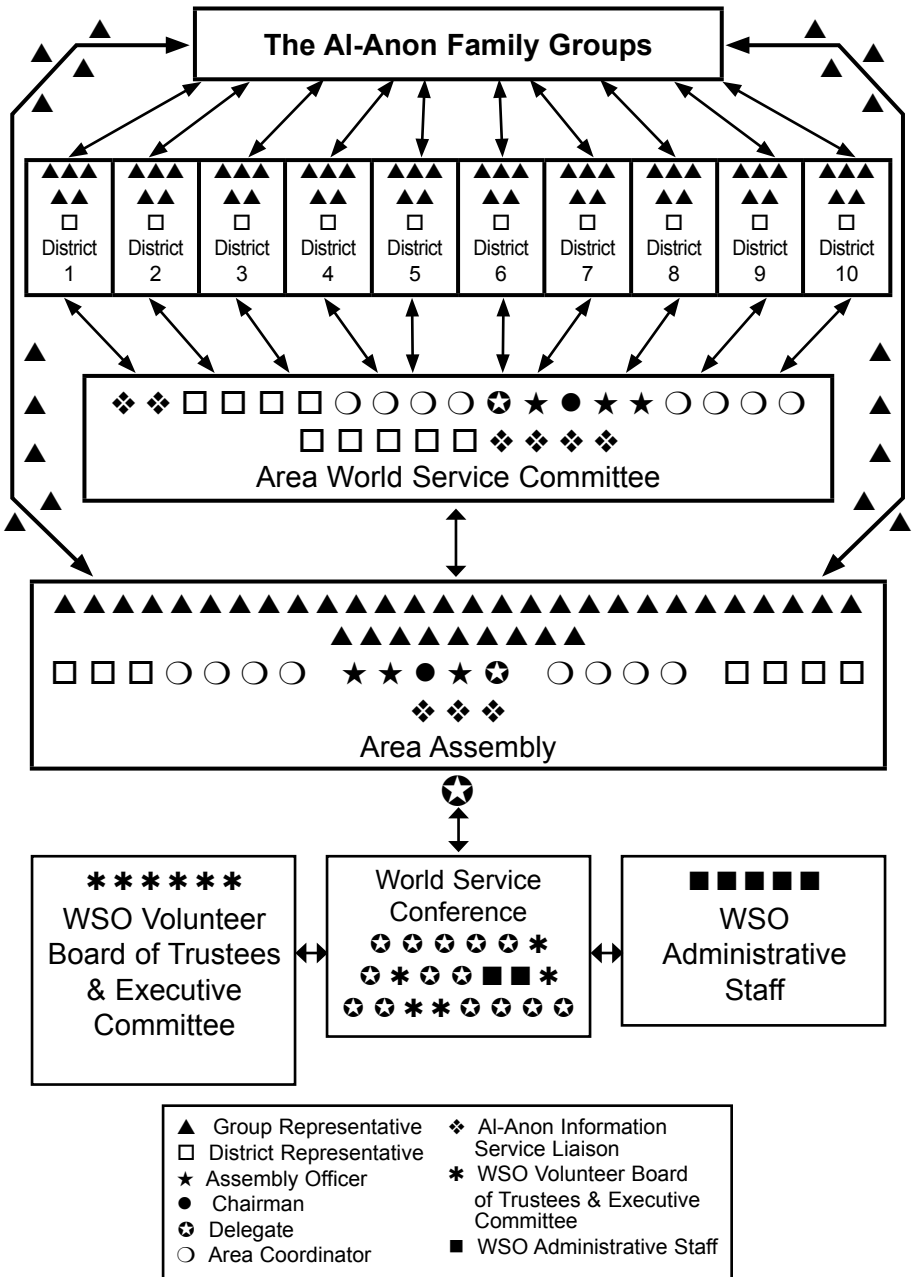 The Al-Anon Family Groups
District
1
District
2
District
3
District
4
District
5
District
6
District
7
District
8
District
9
District
10
Area World Service Committee
Area Assembly
WSO Volunteer
Board of Trustees
& Executive
Committee
World Service
Conference
WSO
Administrative
Staff
Group Representative
District Representative
Assembly Officer
Chairman
Delegate
Area Coordinator
Al-Anon Information
Service Liaison
WSO Volunteer Board
of Trustees & Executive
Committee
WSO Administrative Staff